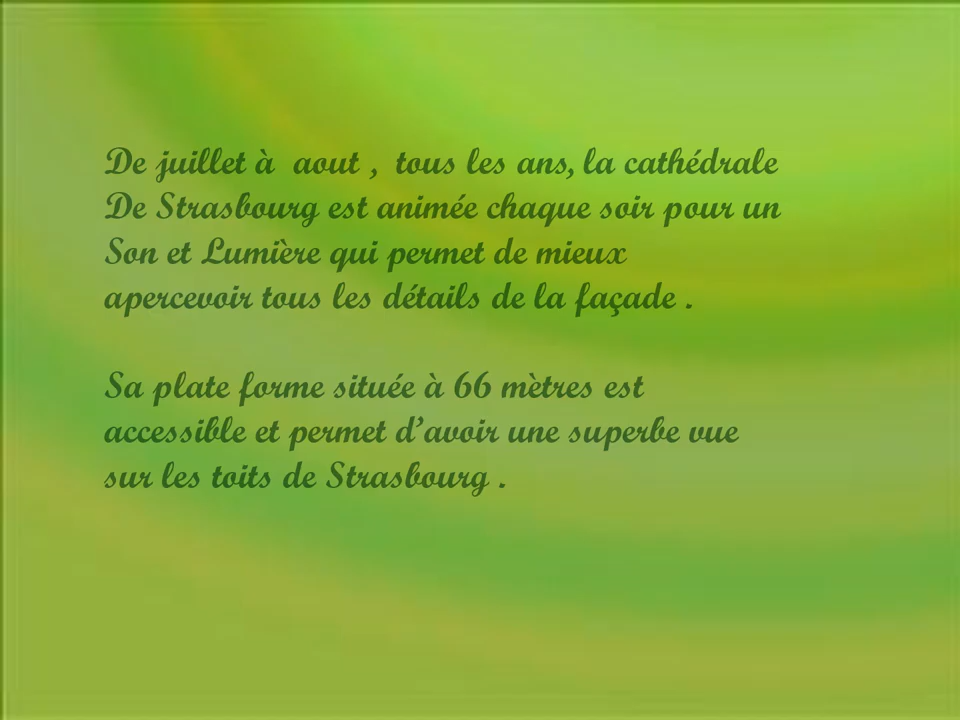 De juillet à  aout ,  tous les ans, la cathédrale
De Strasbourg est animée chaque soir pour un
Son et Lumière qui permet de mieux
apercevoir tous les détails de la façade .
Sa plate forme située à 66 mètres est
accessible et permet d’avoir une superbe vue
sur les toits de Strasbourg .